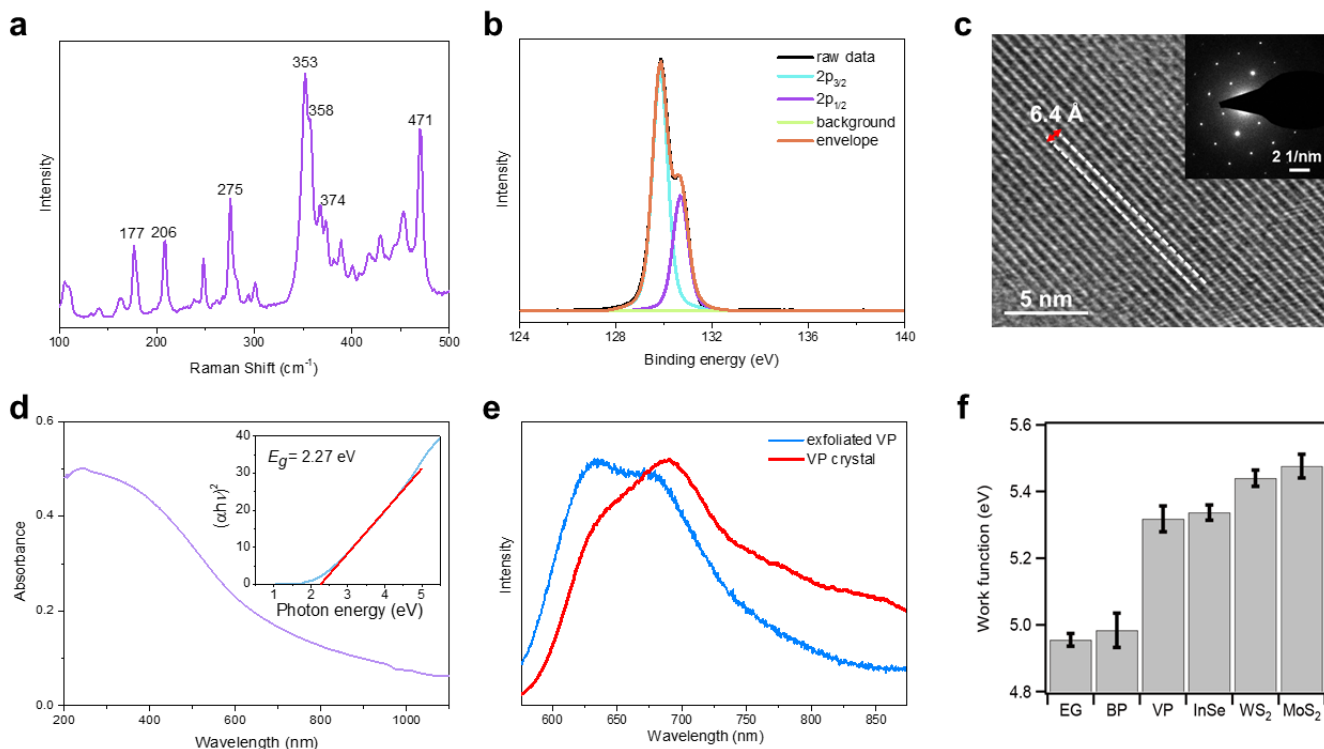 a
353
358
471
275
374
177
206
Intensity
100
200
300
400
500
Raman Shift (cm⁻¹)
b
raw data
2p₃/₂
2p₁/₂
background
envelope
Intensity
124
128
132
136
140
Binding energy (eV)
c
6.4 Å
2 1/nm
5 nm
d
0.6
0.4
0.2
0.0
Absorbance
200
400
600
800
1000
Wavelength (nm)
40
30
20
10
0
(αhν)²
E_g = 2.27 eV
1
2
3
4
5
Photon energy (eV)
e
exfoliated VP
VP crystal
Intensity
600
650
700
750
800
850
Wavelength (nm)
f
5.6
5.4
5.2
5.0
4.8
Work function (eV)
EG
BP
VP
InSe
WS₂
MoS₂